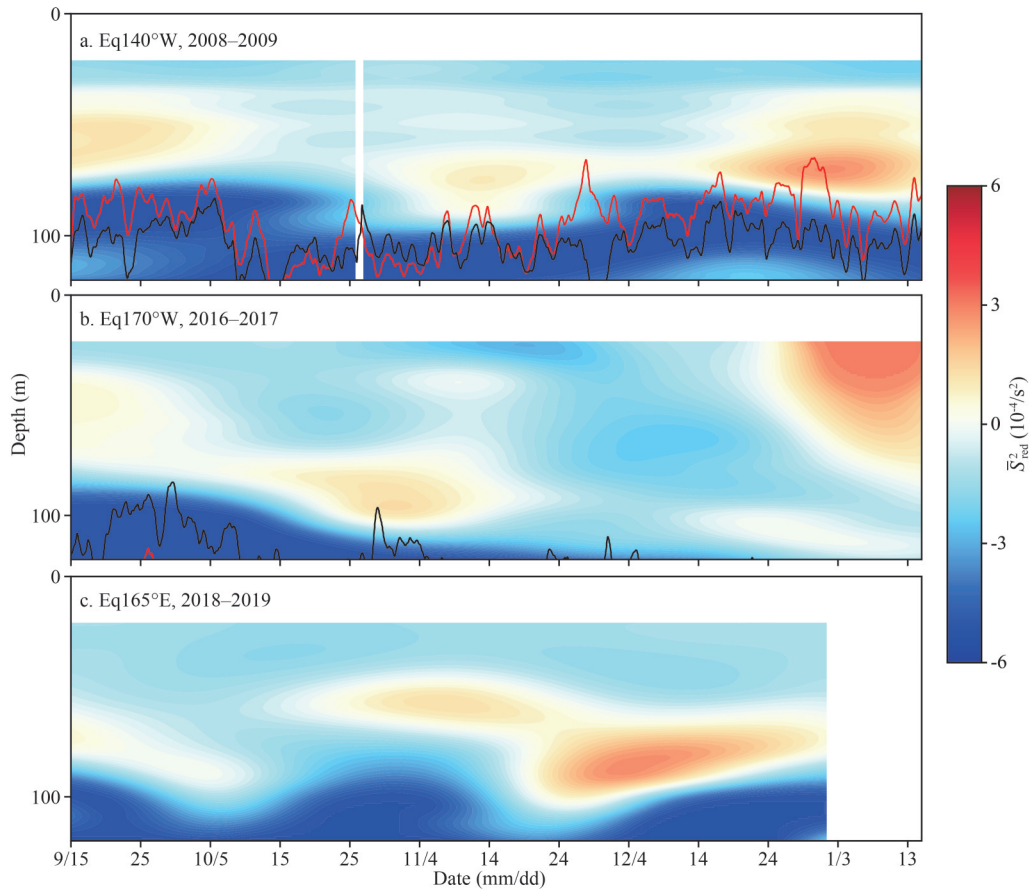 0
a. Eq140°W, 2008–2009
100
0
b. Eq170°W, 2016–2017
Depth (m)
100
0
c. Eq165°E, 2018–2019
100
9/15 25 10/5 15 25 11/4 14 24 12/4 14 24 1/3 13
Date (mm/dd)
6
3
0
-3
-6
S̅²red (10⁻⁴/s²)